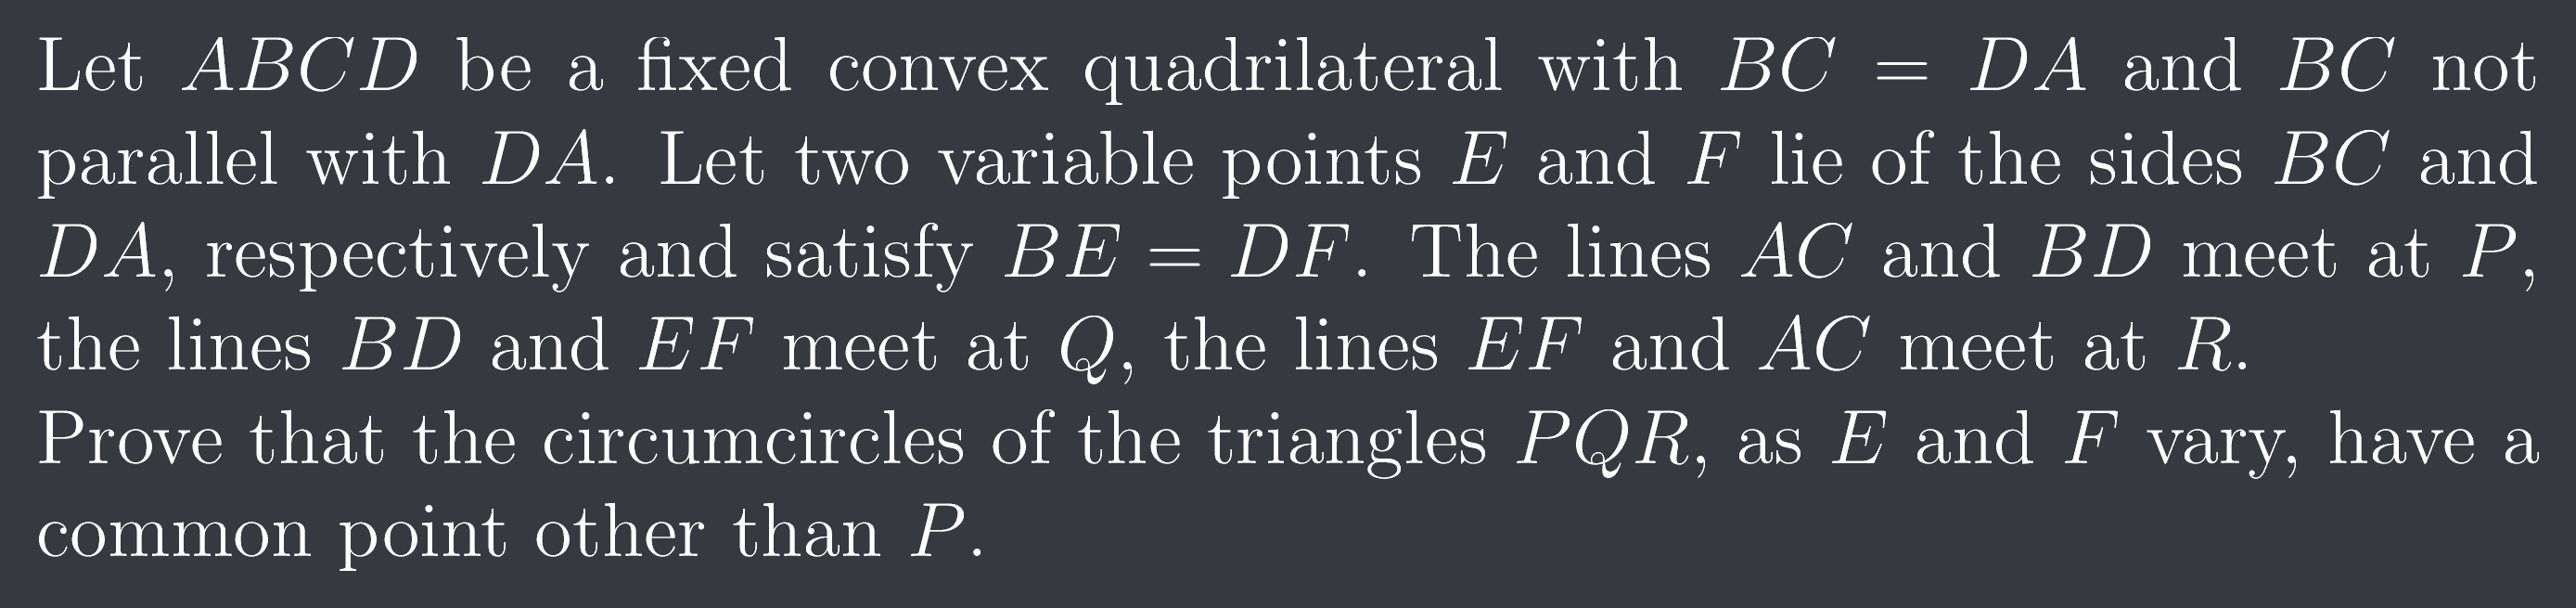 Let ABCD be a fixed convex quadrilateral with BC = DA and BC not
parallel with DA. Let two variable points E and F lie of the sides BC and
DA, respectively and satisfy BE = DF. The lines AC and BD meet at P,
the lines BD and EF meet at Q, the lines EF and AC meet at R.
Prove that the circumcircles of the triangles PQR, as E and F vary, have a
common point other than P.